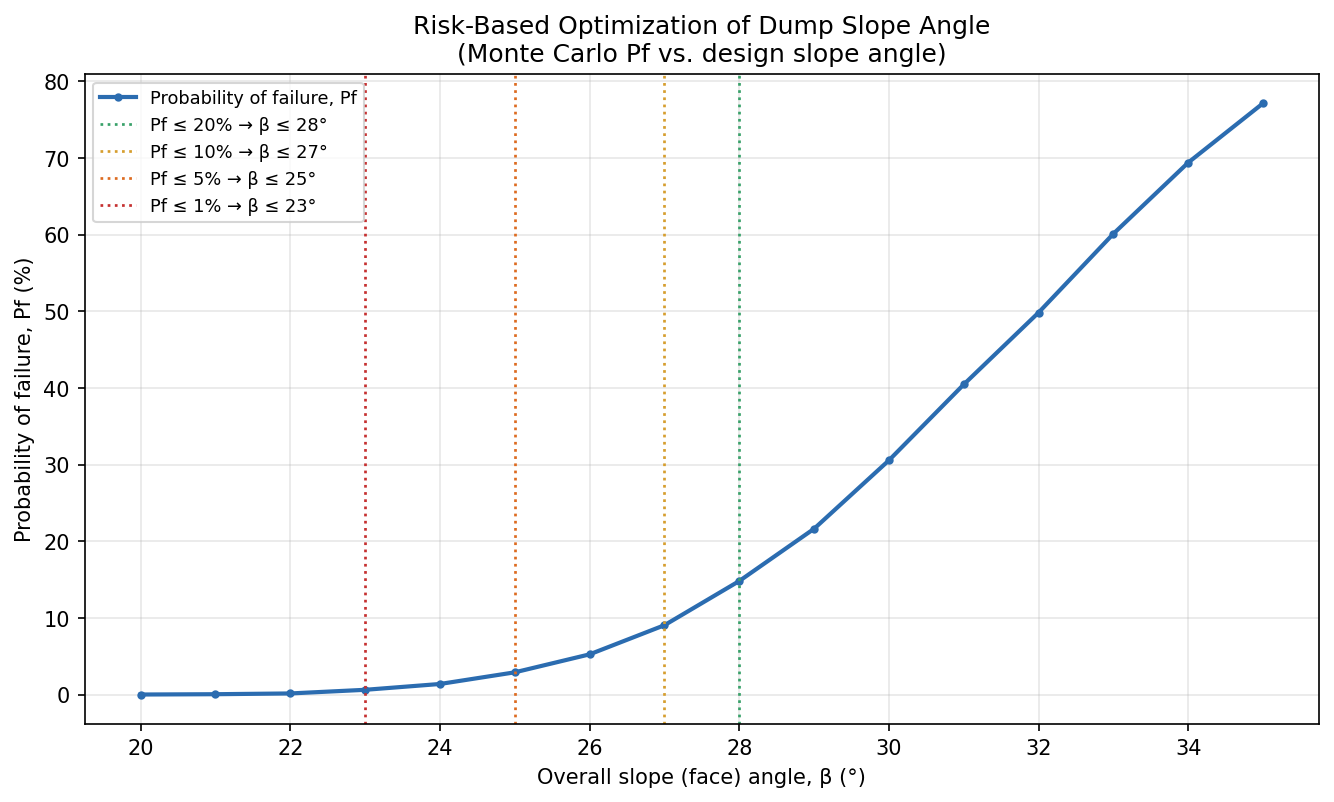 Risk-Based Optimization of Dump Slope Angle
(Monte Carlo Pf vs. design slope angle)
Probability of failure, Pf
Pf ≤ 20% → β ≤ 28°
Pf ≤ 10% → β ≤ 27°
Pf ≤ 5% → β ≤ 25°
Pf ≤ 1% → β ≤ 23°
Probability of failure, Pf (%)
80
70
60
50
40
30
20
10
0
20 22 24 26 28 30 32 34
Overall slope (face) angle, β (°)